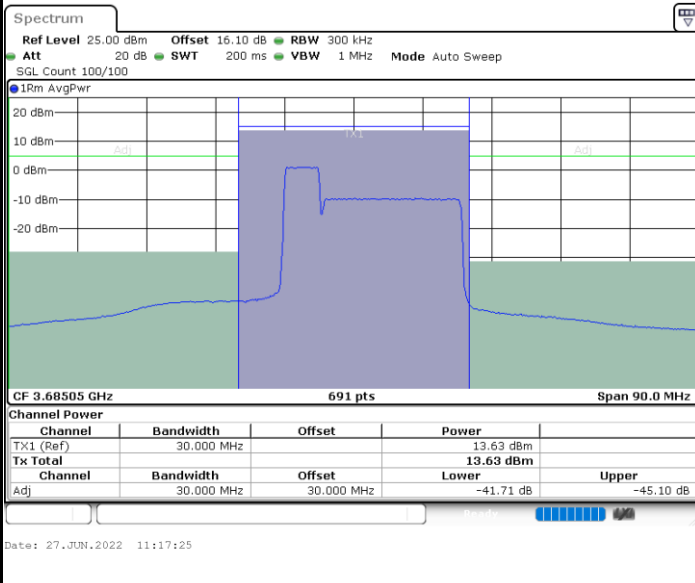 Spectrum
Ref Level 25.00 dBm Offset 16.10 dB RBW 300 kHz
Att 20 dB SWT 200 ms VBW 1 MHz Mode Auto Sweep
SGL Count 100/100
1Rm AvgPwr
20 dBm
TX1
10 dBm
Adj Adj
0 dBm
-10 dBm
-20 dBm
CF 3.68505 GHz 691 pts Span 90.0 MHz
Channel Power
Channel Bandwidth Offset Power
TX1 (Ref) 30.000 MHz 13.63 dBm
Tx Total 13.63 dBm
Channel Bandwidth Offset Lower Upper
Adj 30.000 MHz 30.000 MHz -41.71 dB -45.10 dB
Ready
Date: 27.JUN.2022 11:17:25